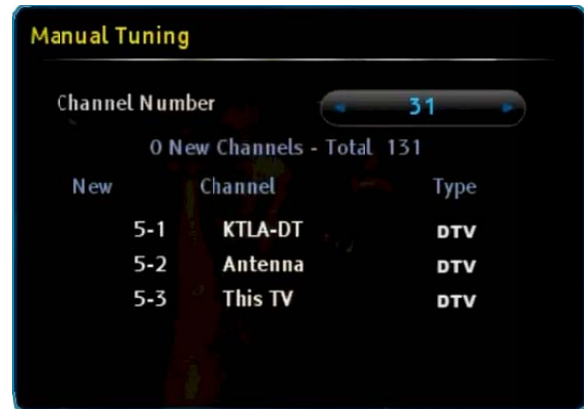 Manual Tuning
Channel Number 31
0 New Channels - Total 131
New Channel Type
5-1 KTLA-DT DTV
5-2 Antenna DTV
5-3 This TV DTV